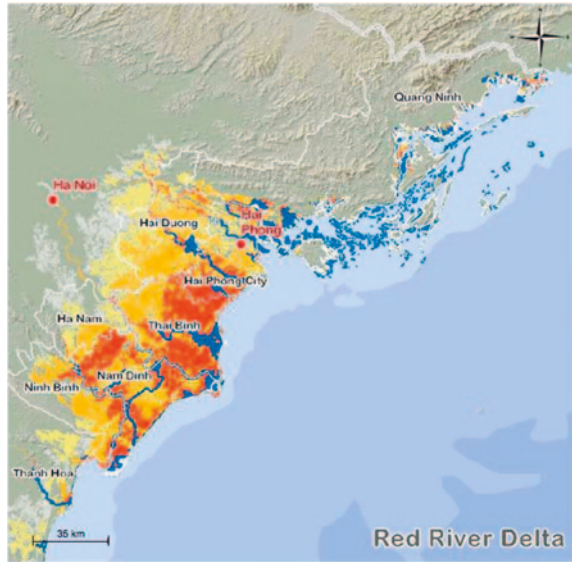 Quang Ninh
Ha Noi
Hai Duong
Hai
Phong
Hai Phong City
Ha Nam
Thai Binh
Nam Dinh
Ninh Binh
Thanh Hoa
35 km
Red River Delta